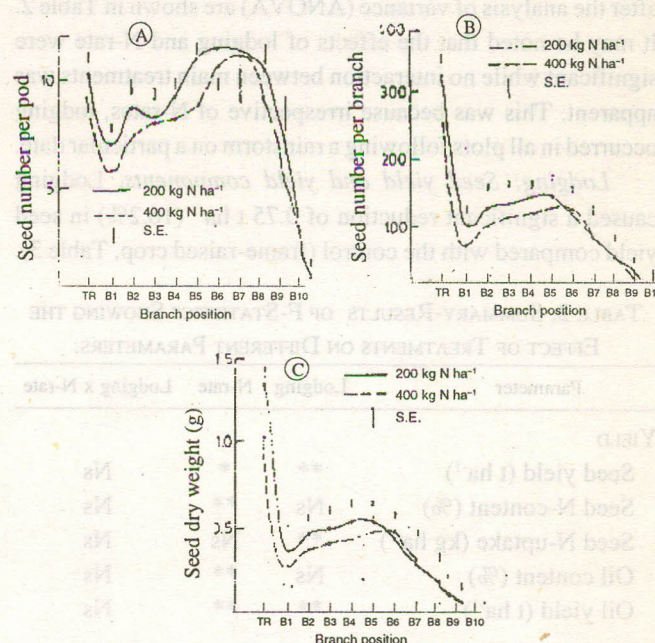 after the analysis of variance (ANOVA) are shown in Table 2.
It may be noted that the effects of lodging and N-rate were
significant while no interaction between main treatments was
apparent. This was because irrespective of N-rates, lodging
occurred in all plots following a rainstorm on a particular date.
Lodging: Seed yield and yield components. Lodging
caused a significant reduction of 0.75 t ha⁻¹ in seed
yield compared with the control (frame-raised crop, Table 3
TABLE 2. SUMMARY RESULTS OF F-STATISTICS SHOWING THE
EFFECT OF TREATMENTS ON DIFFERENT PARAMETERS.
Parameter Lodging N-rate Lodging x N-rate
YIELD
Seed yield (t ha⁻¹) ** * Ns
Seed N-content (%) Ns ** Ns
Seed N-uptake (kg ha⁻¹) ** Ns Ns
Oil content (%) Ns ** Ns
Oil yield (t ha⁻¹) ** ** Ns
A
Seed number per pod
10
5
200 kg N ha⁻¹
400 kg N ha⁻¹
S.E.
TR B1 B2 B3 B4 B5 B6 B7 B8 B9 B10
Branch position
B
Seed number per branch
300
200
100
200 kg N ha⁻¹
400 kg N ha⁻¹
S.E.
TR B1 B2 B3 B4 B5 B6 B7 B8 B9 B1
Branch position
C
Seed dry weight (g)
1.5
1.0
0.5
200 kg N ha⁻¹
400 kg N ha⁻¹
S.E.
TR B1 B2 B3 B4 B5 B6 B7 B8 B9 B10
Branch position